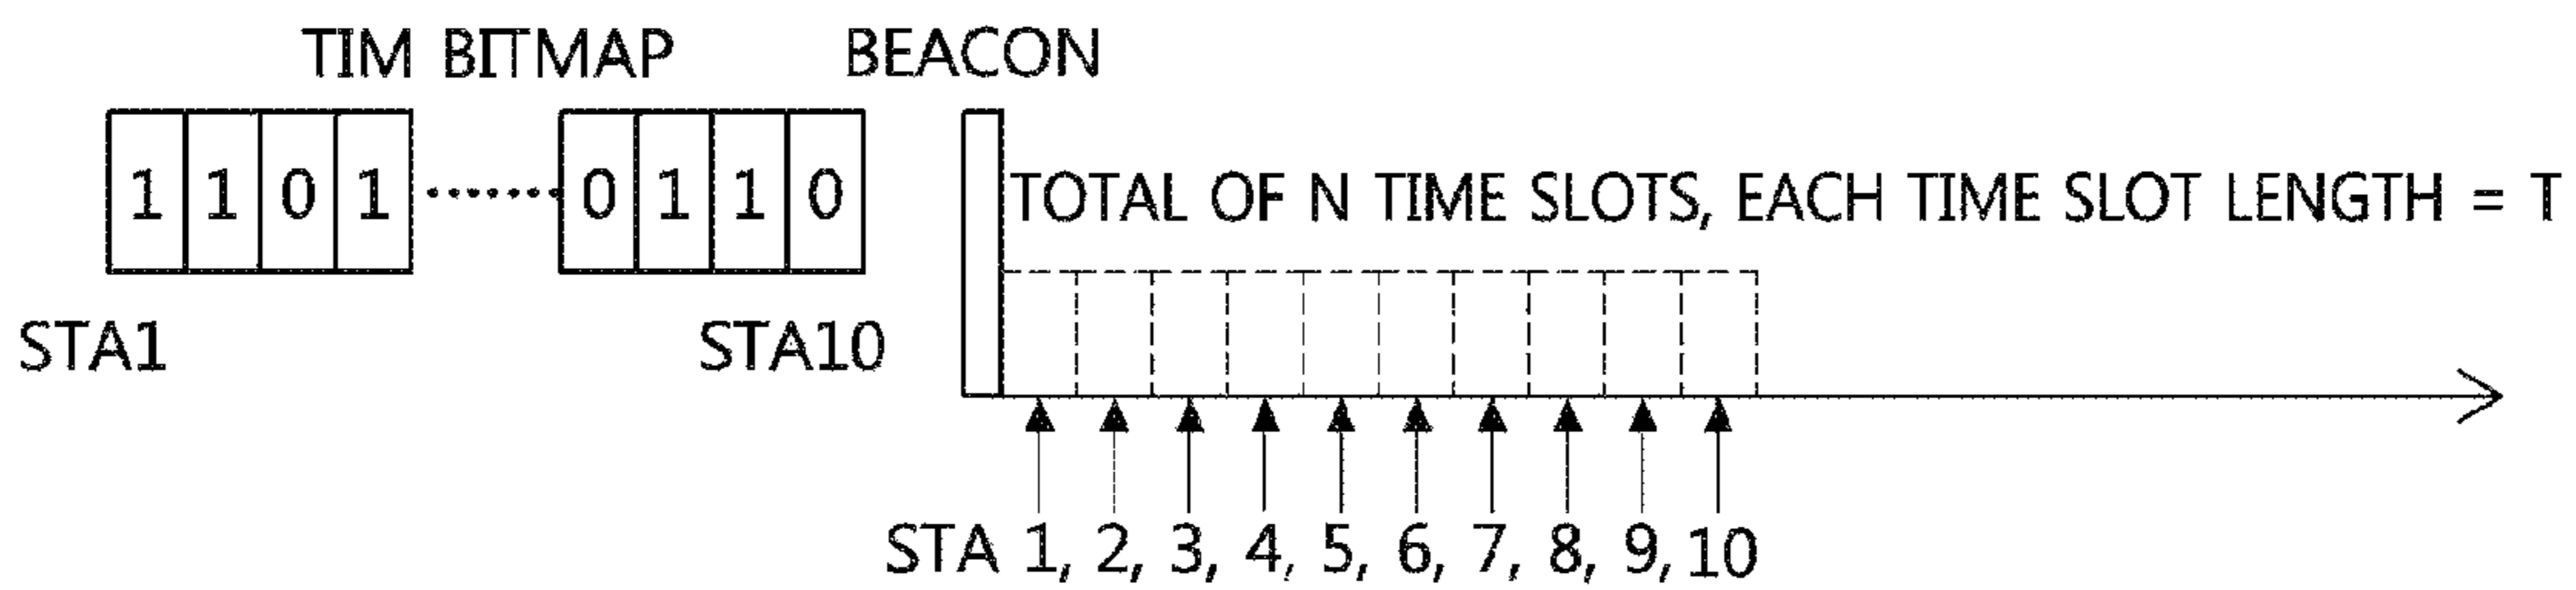 TIM BITMAP BEACON
1 1 0 1 ....... 0 1 1 0
TOTAL OF N TIME SLOTS, EACH TIME SLOT LENGTH = T
STA1 STA10
STA 1, 2, 3, 4, 5, 6, 7, 8, 9, 10